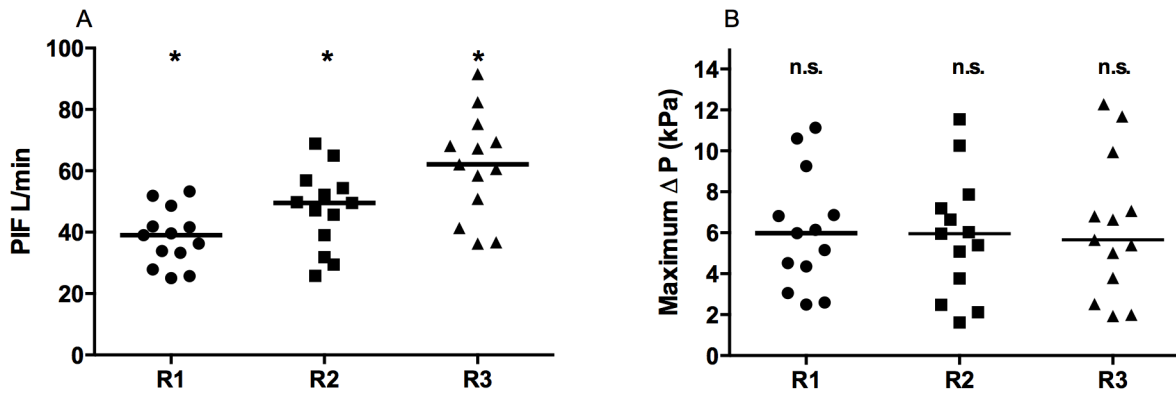 A
PIF L/min
100
80
60
40
20
0
* * *
R1 R2 R3
B
Maximum Δ P (kPa)
14
12
10
8
6
4
2
0
n.s. n.s. n.s.
R1 R2 R3